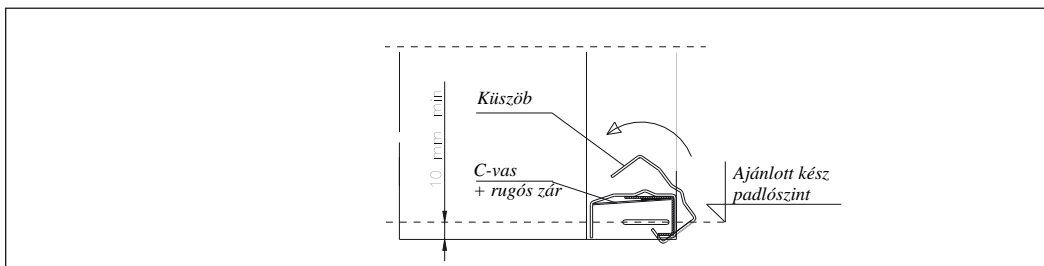 10 mm min
Küszöb
C-vas
+ rugós zár
Ajánlott kész
padlószint